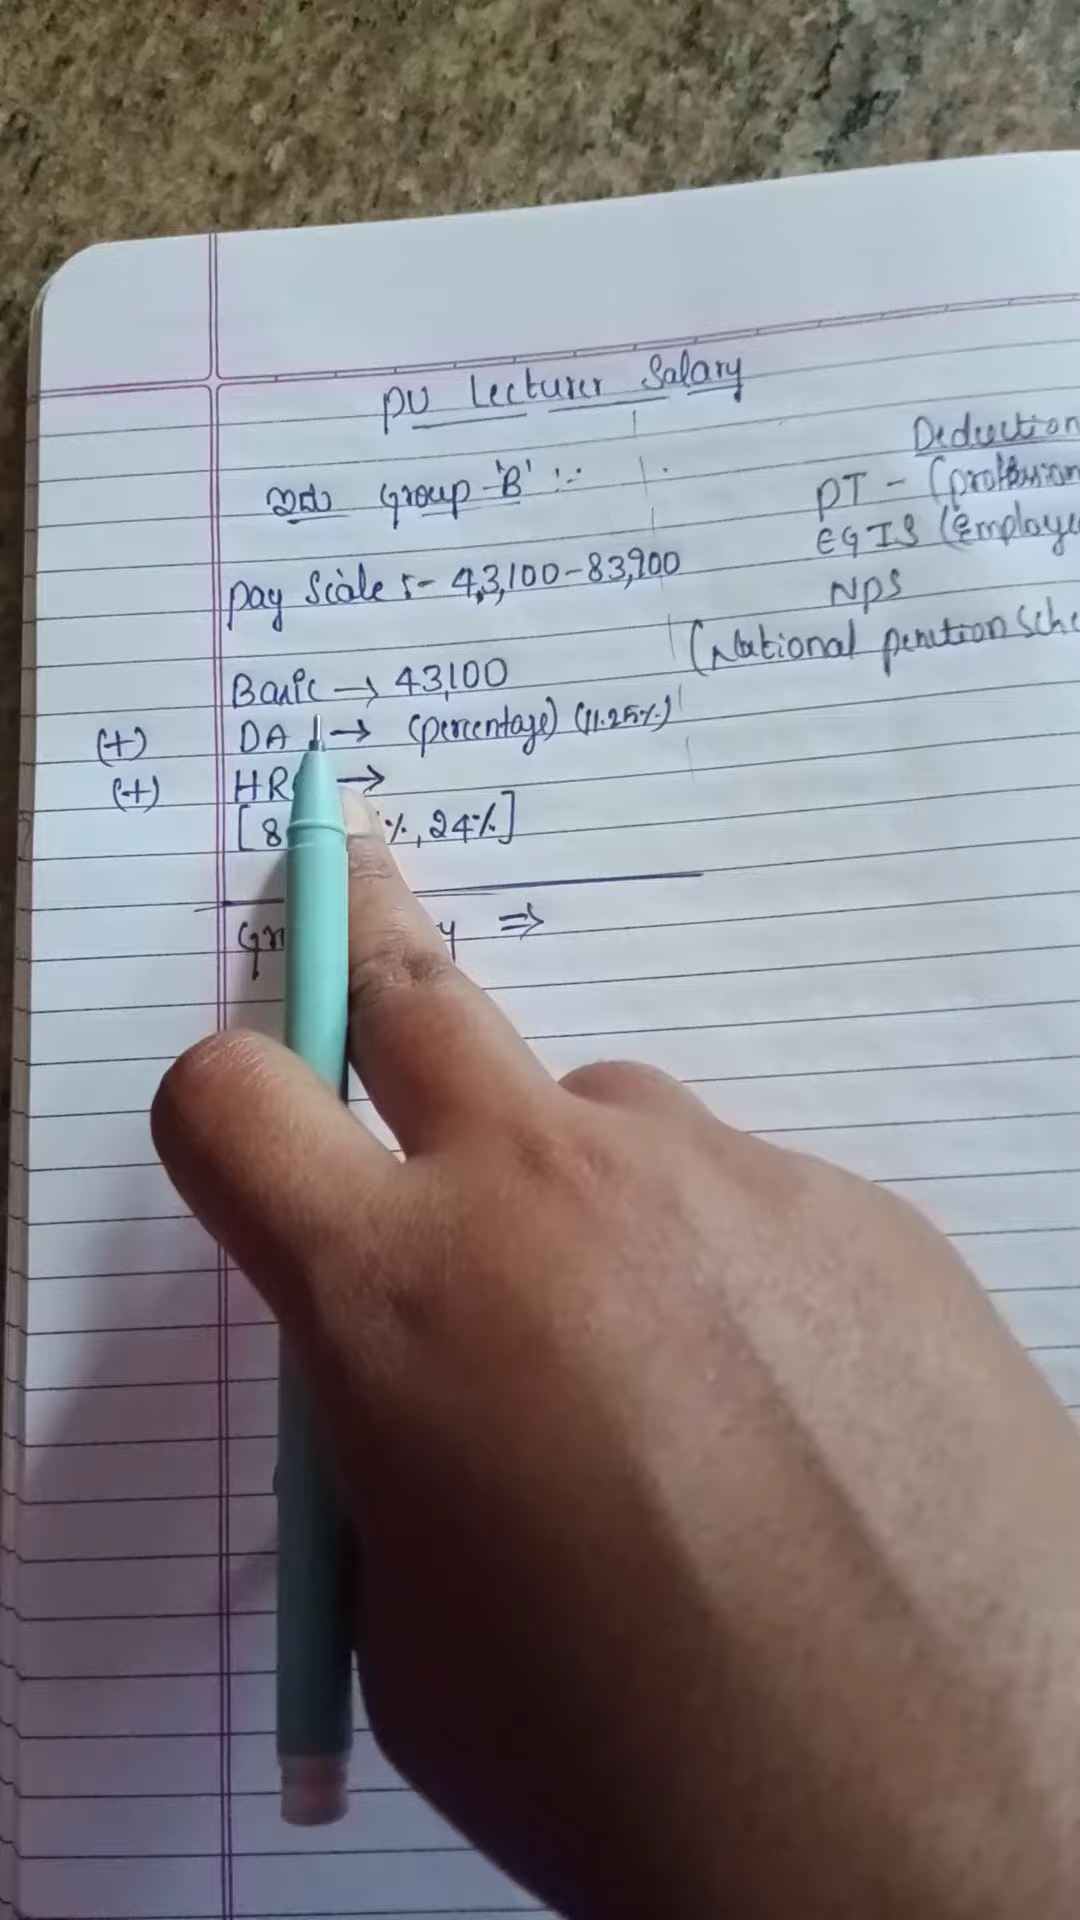 PU Lecturer Salary
ಇದು Group-'B' :-
Pay Scale :- 43,100-83,900
Basic → 43,100
(+) DA → (percentage) (11.25%)
(+) HR →
[8 %, 24%]
⇒
Deduction
PT - (profession
EGIS (Employe
NPS
(National pention Sche